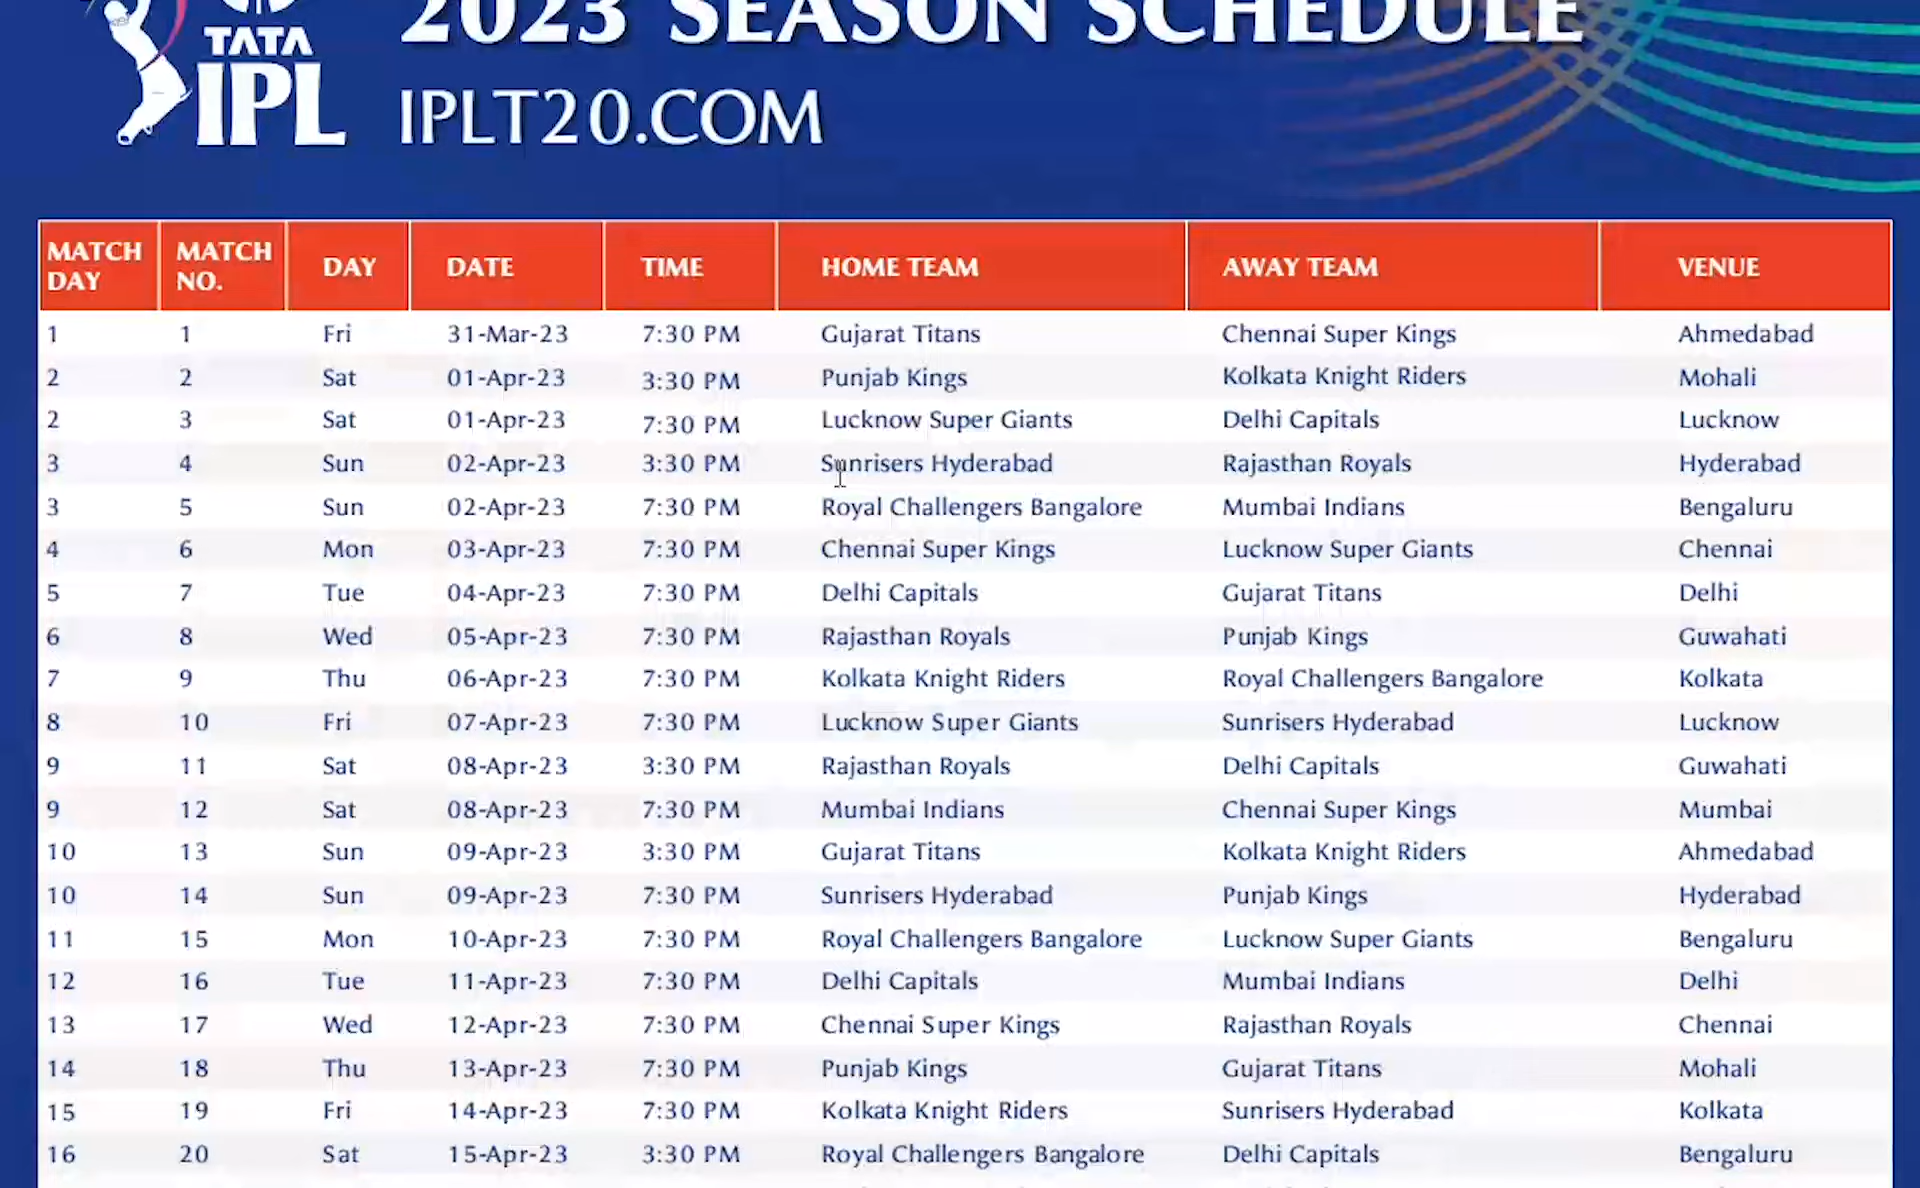 2023 SEASON SCHEDULE
TATA
IPL
IPLT20.COM
MATCH DAY MATCH NO. DAY DATE TIME HOME TEAM AWAY TEAM VENUE
1 1 Fri 31-Mar-23 7:30 PM Gujarat Titans Chennai Super Kings Ahmedabad
2 2 Sat 01-Apr-23 3:30 PM Punjab Kings Kolkata Knight Riders Mohali
2 3 Sat 01-Apr-23 7:30 PM Lucknow Super Giants Delhi Capitals Lucknow
3 4 Sun 02-Apr-23 3:30 PM Sunrisers Hyderabad Rajasthan Royals Hyderabad
3 5 Sun 02-Apr-23 7:30 PM Royal Challengers Bangalore Mumbai Indians Bengaluru
4 6 Mon 03-Apr-23 7:30 PM Chennai Super Kings Lucknow Super Giants Chennai
5 7 Tue 04-Apr-23 7:30 PM Delhi Capitals Gujarat Titans Delhi
6 8 Wed 05-Apr-23 7:30 PM Rajasthan Royals Punjab Kings Guwahati
7 9 Thu 06-Apr-23 7:30 PM Kolkata Knight Riders Royal Challengers Bangalore Kolkata
8 10 Fri 07-Apr-23 7:30 PM Lucknow Super Giants Sunrisers Hyderabad Lucknow
9 11 Sat 08-Apr-23 3:30 PM Rajasthan Royals Delhi Capitals Guwahati
9 12 Sat 08-Apr-23 7:30 PM Mumbai Indians Chennai Super Kings Mumbai
10 13 Sun 09-Apr-23 3:30 PM Gujarat Titans Kolkata Knight Riders Ahmedabad
10 14 Sun 09-Apr-23 7:30 PM Sunrisers Hyderabad Punjab Kings Hyderabad
11 15 Mon 10-Apr-23 7:30 PM Royal Challengers Bangalore Lucknow Super Giants Bengaluru
12 16 Tue 11-Apr-23 7:30 PM Delhi Capitals Mumbai Indians Delhi
13 17 Wed 12-Apr-23 7:30 PM Chennai Super Kings Rajasthan Royals Chennai
14 18 Thu 13-Apr-23 7:30 PM Punjab Kings Gujarat Titans Mohali
15 19 Fri 14-Apr-23 7:30 PM Kolkata Knight Riders Sunrisers Hyderabad Kolkata
16 20 Sat 15-Apr-23 3:30 PM Royal Challengers Bangalore Delhi Capitals Bengaluru